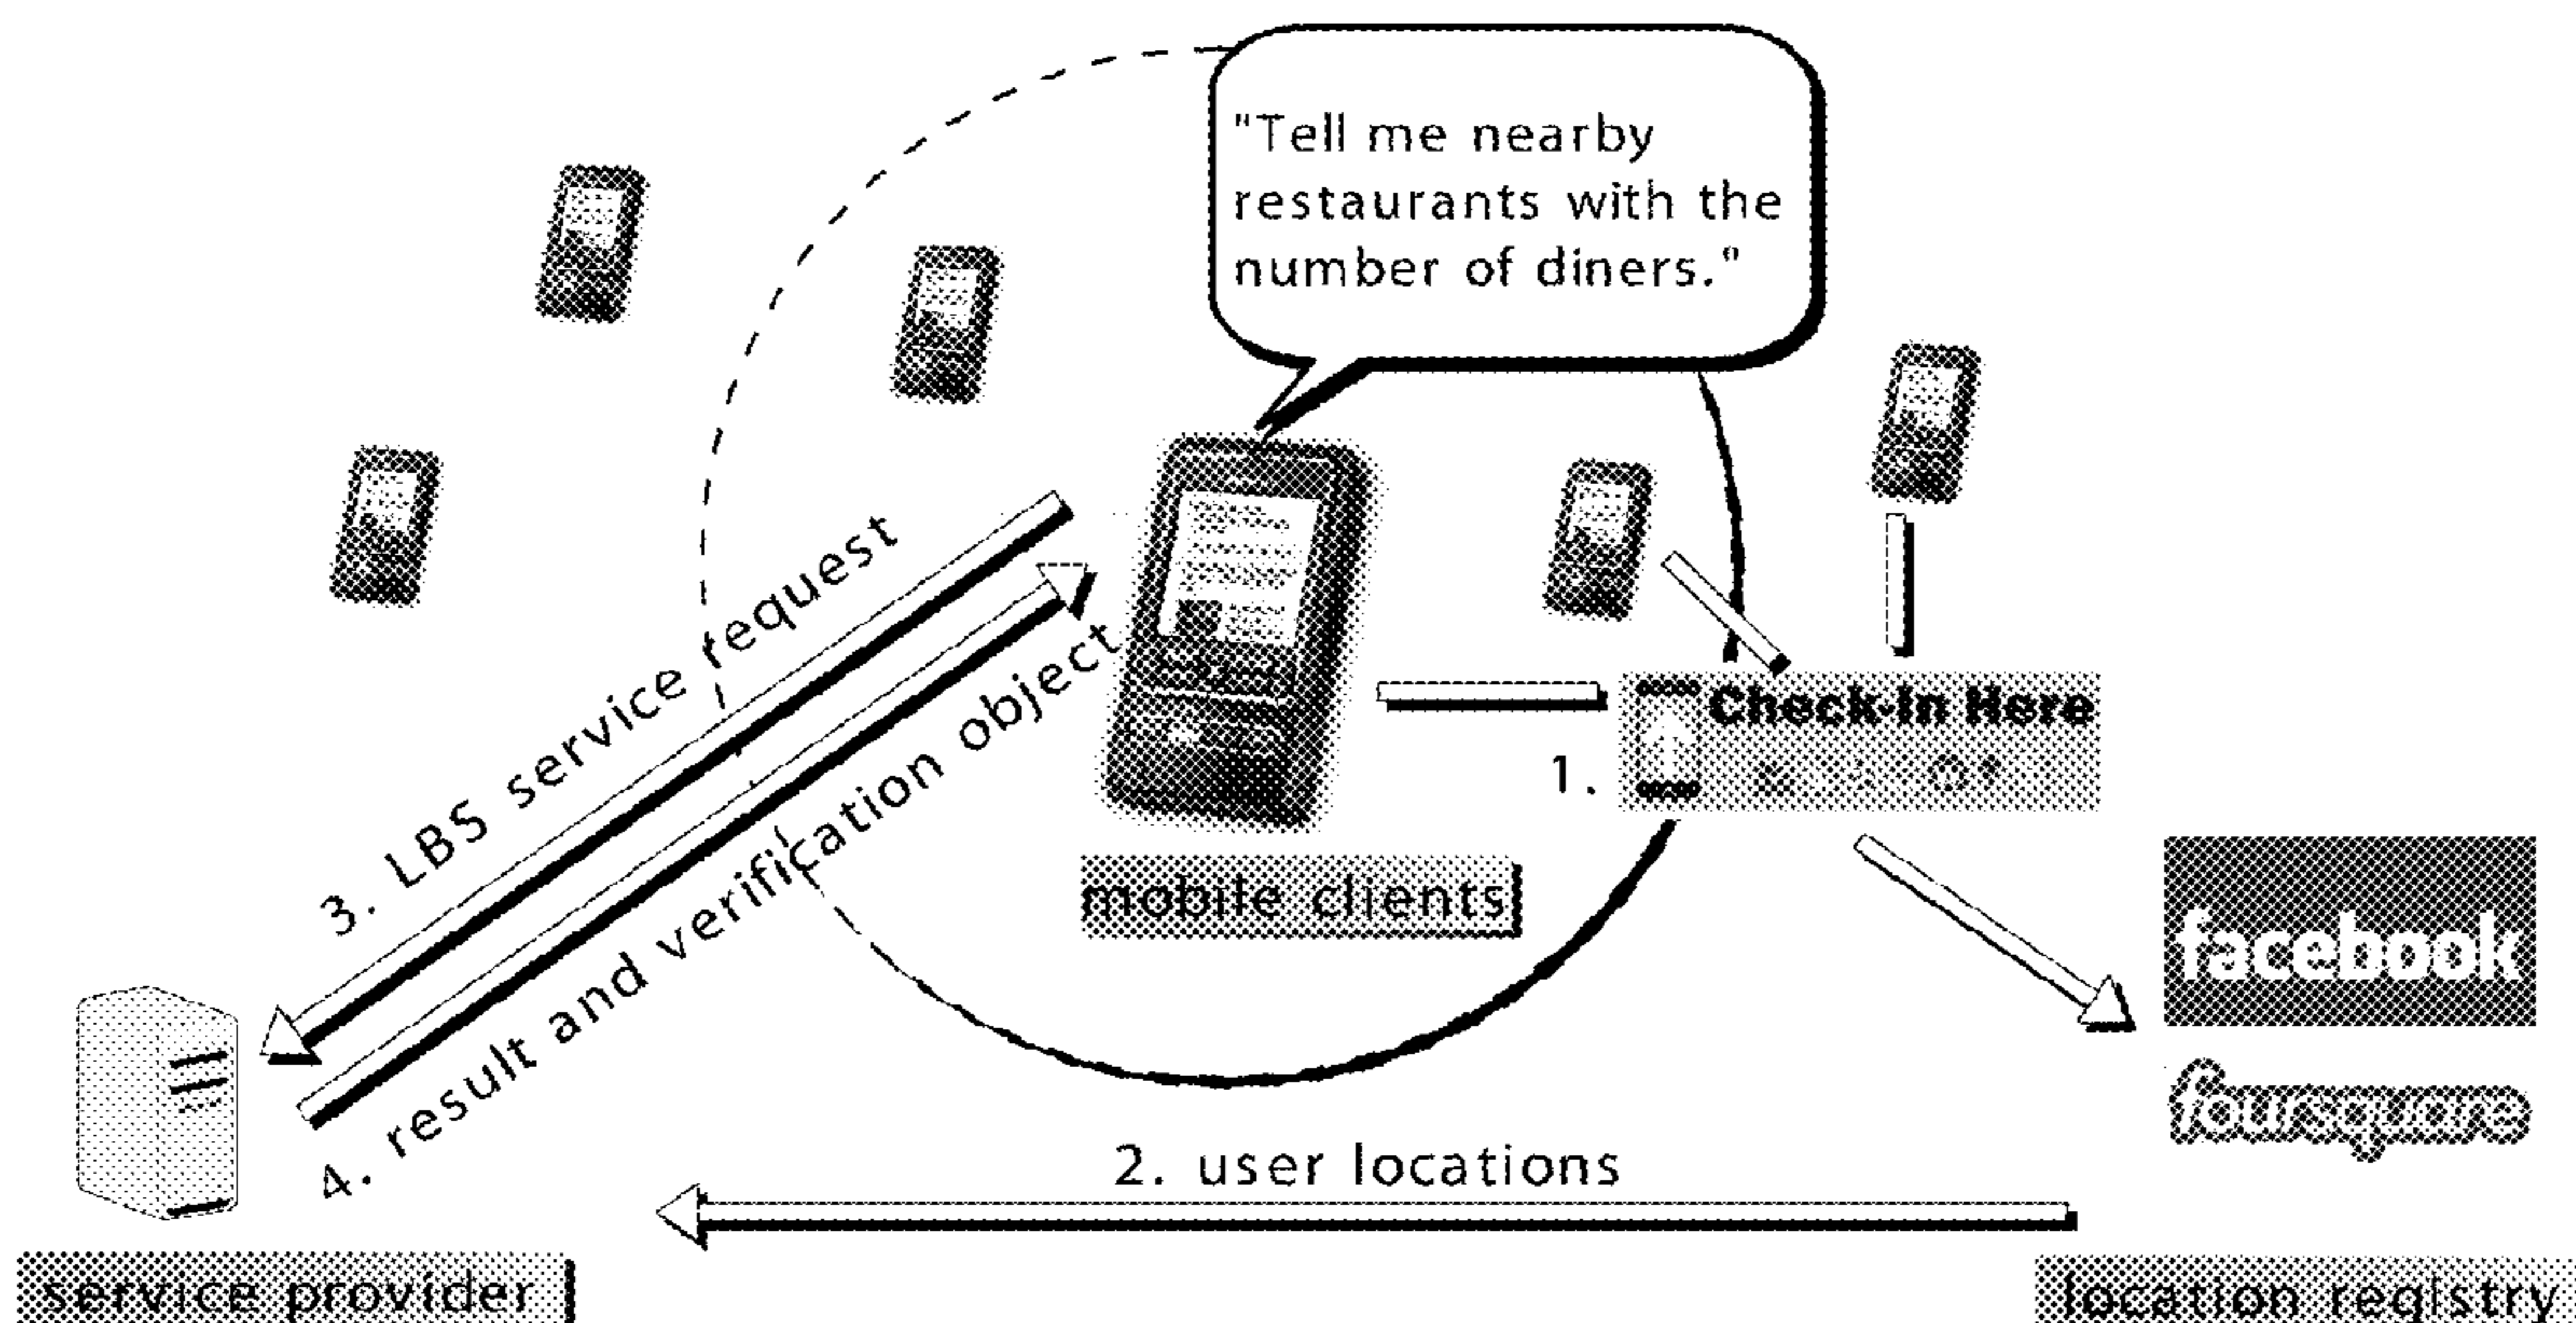 "Tell me nearby
restaurants with the
number of diners."
3. LBS service request
4. result and verification object
mobile clients
1.
Check-In Here
facebook
foursquare
2. user locations
service provider
location registry